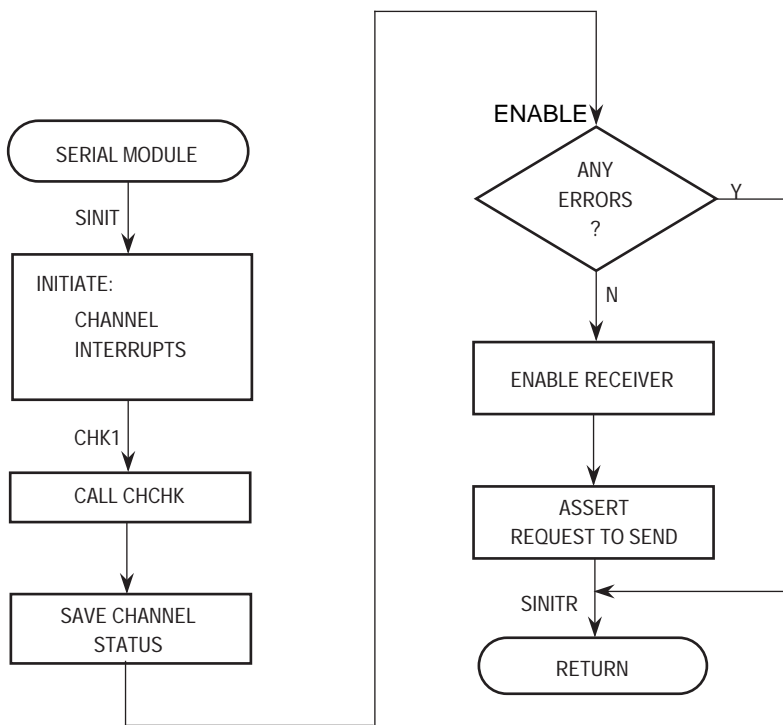 SERIAL MODULE
SINIT
INITIATE:
CHANNEL
INTERRUPTS
CHK1
CALL CHCHK
SAVE CHANNEL
STATUS
ENABLE
ANY
ERRORS
?
Y
N
ENABLE RECEIVER
ASSERT
REQUEST TO SEND
SINITR
RETURN